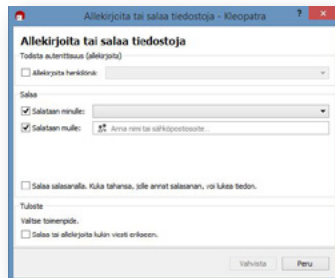 Allekirjoita tai salaa tiedostoja - Kleopatra
Allekirjoita tai salaa tiedostoja
Todista autenttisuus (allekirjoita)
Allekirjoita henkilönä:
Salaa
Salataan minulle:
Salataan muille:
Anna nimi tai sähköpostiosoite...
Salaa salasanalla. Kuka tahansa, jolle annat salasanan, voi lukea tiedon.
Tuloste
Valitse toimenpide.
Salaa tai allekirjoita kukin viesti erikseen.
Vahvista
Peru